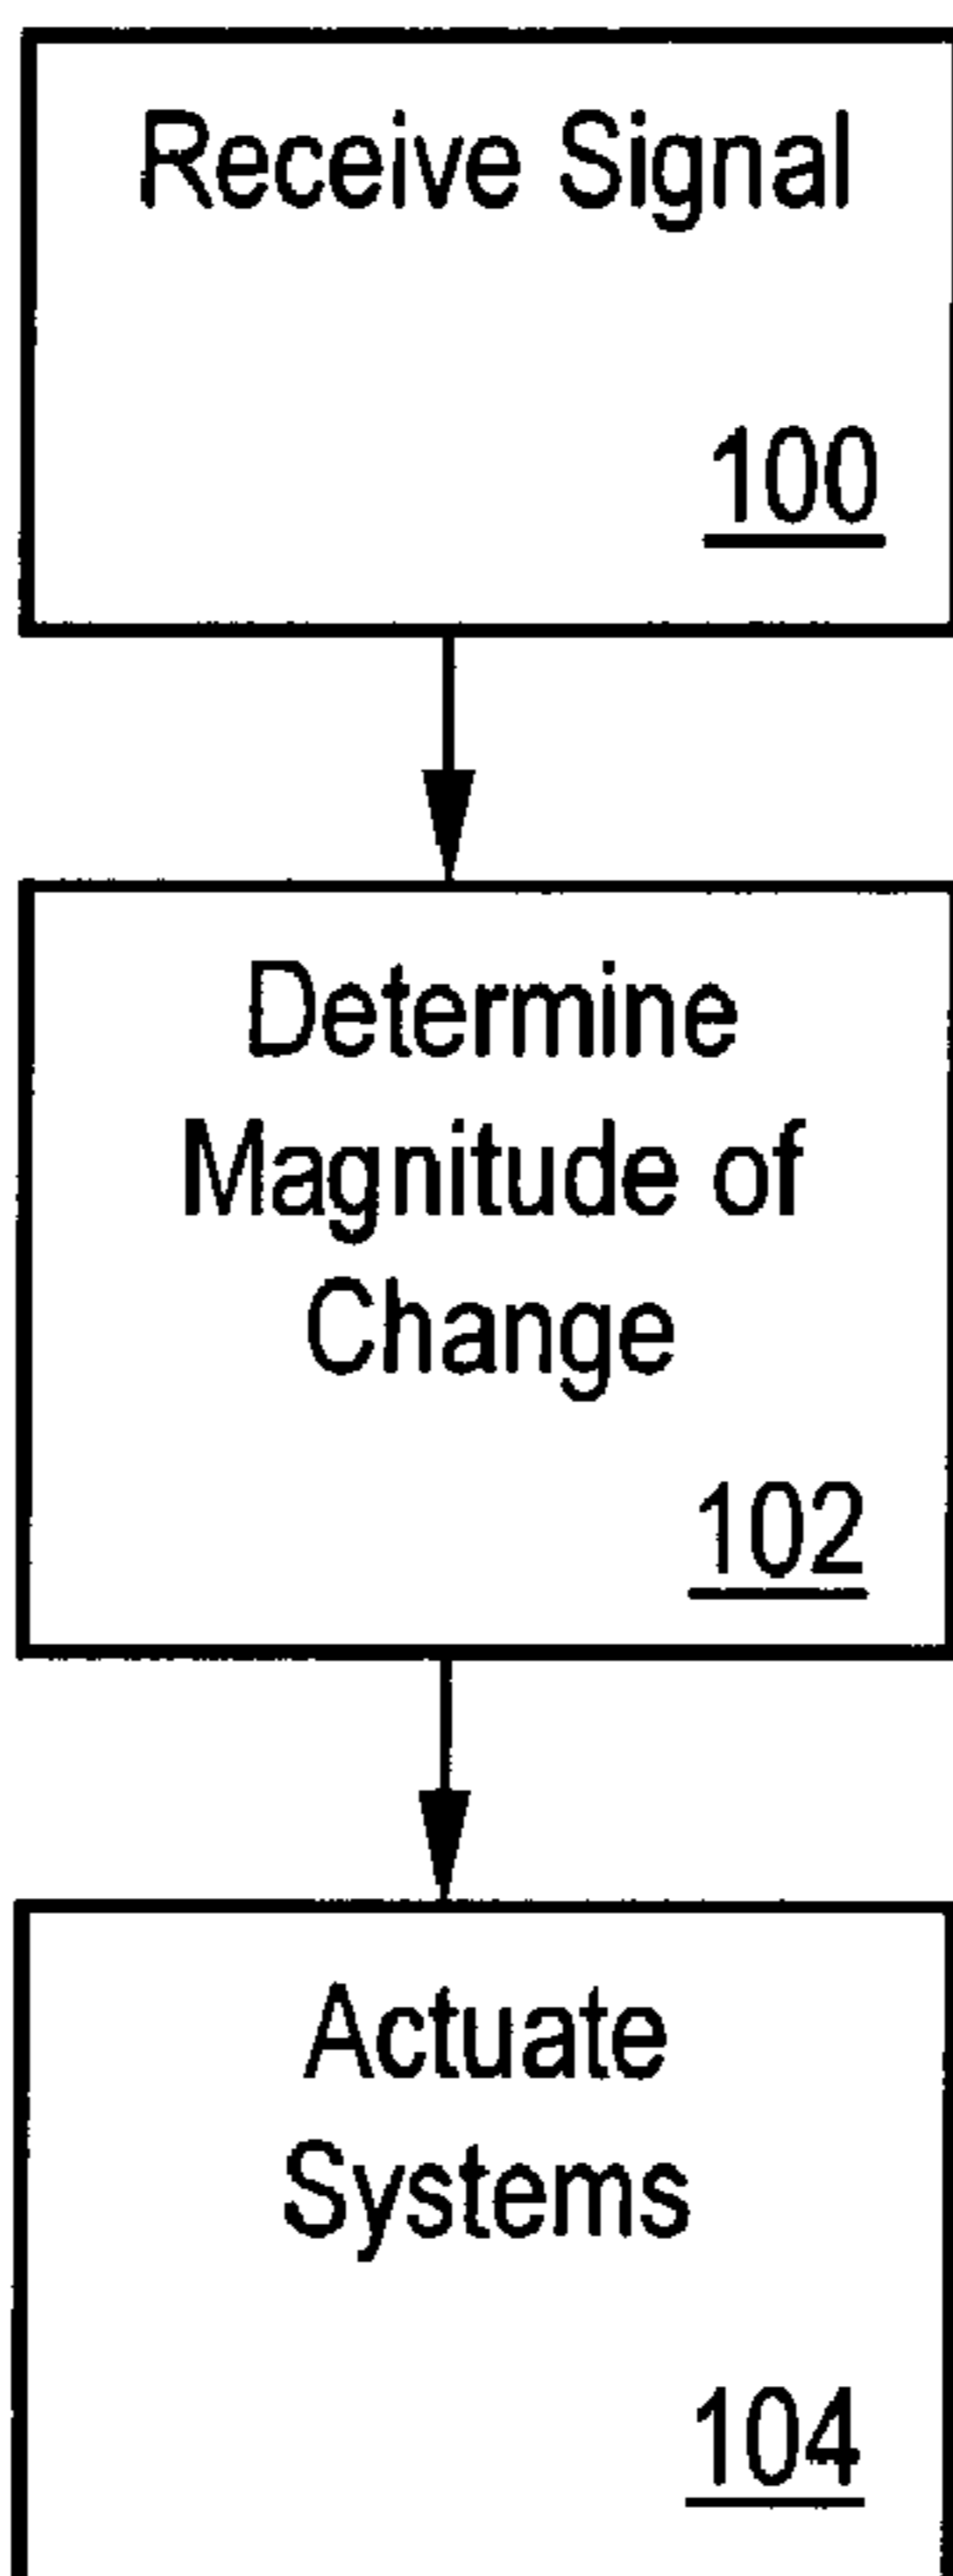 Receive Signal
100
Determine
Magnitude of
Change
102
Actuate
Systems
104